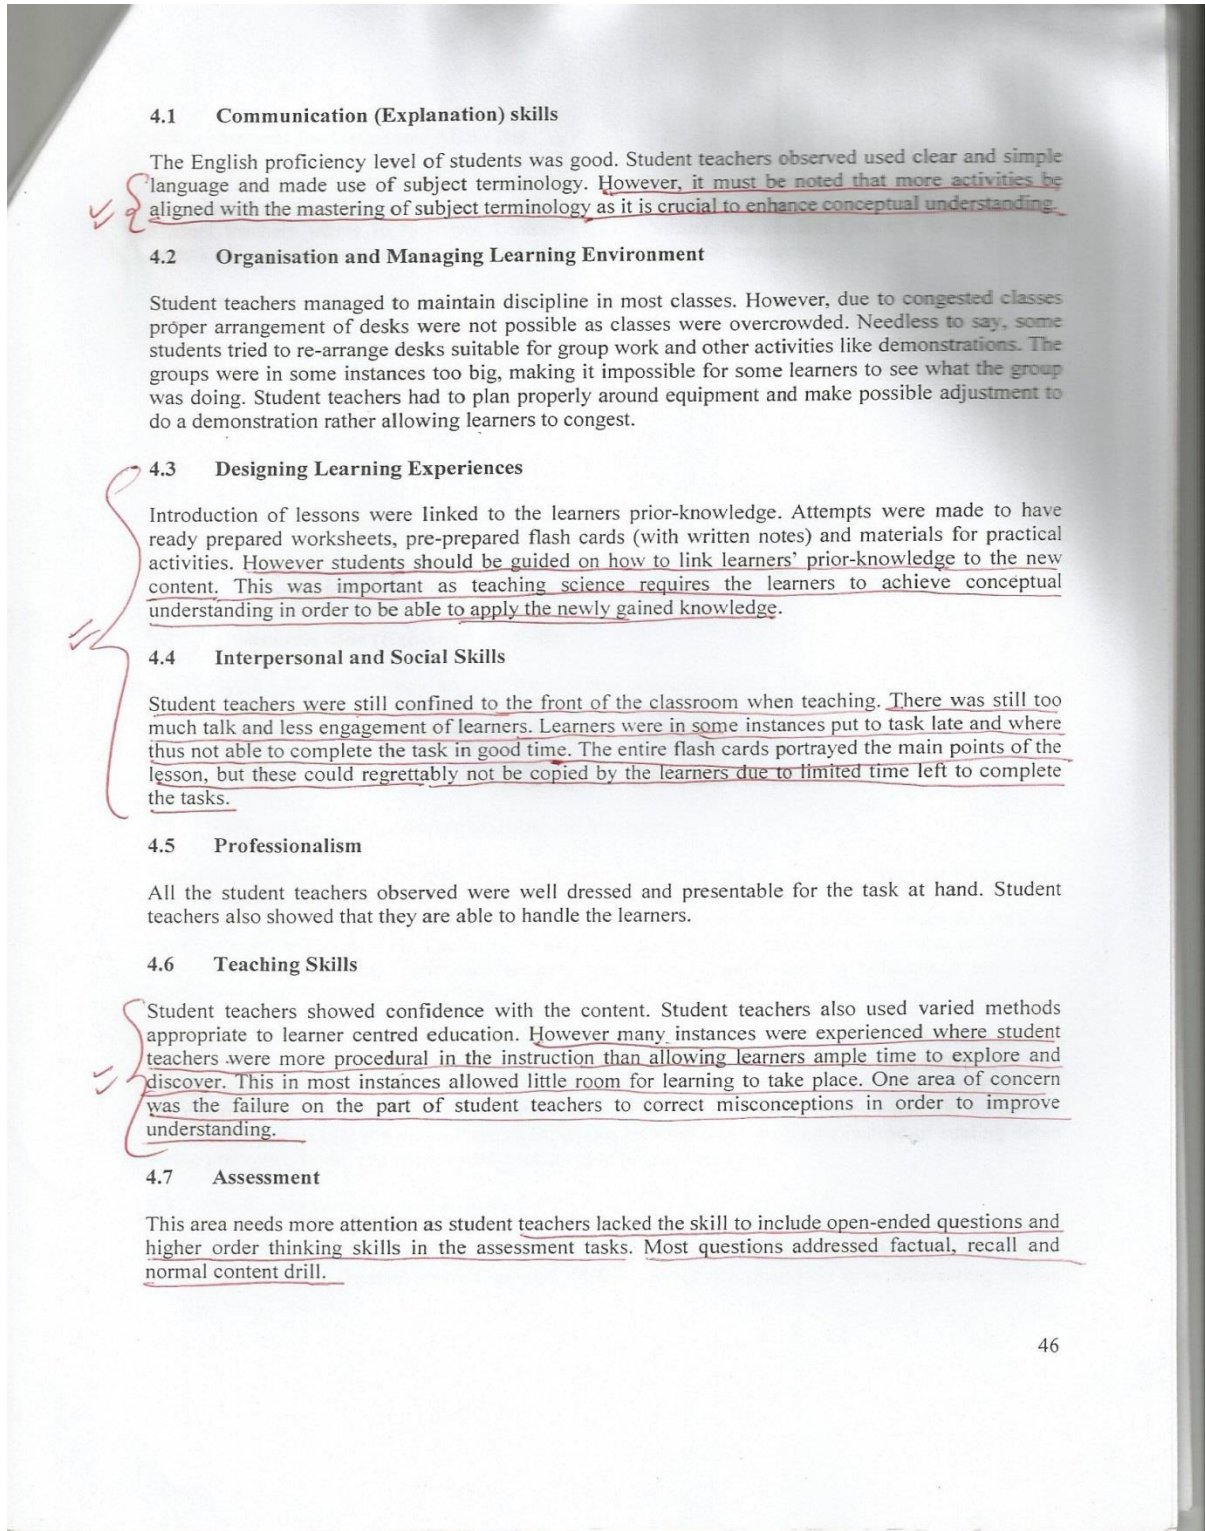 4.1 Communication (Explanation) skills
The English proficiency level of students was good. Student teachers observed used clear and simple
language and made use of subject terminology. However, it must be noted that more activities be
aligned with the mastering of subject terminology as it is crucial to enhance conceptual understanding.
4.2 Organisation and Managing Learning Environment
Student teachers managed to maintain discipline in most classes. However, due to congested classes
proper arrangement of desks were not possible as classes were overcrowded. Needless to say, some
students tried to re-arrange desks suitable for group work and other activities like demonstrations. The
groups were in some instances too big, making it impossible for some learners to see what the group
was doing. Student teachers had to plan properly around equipment and make possible adjustment to
do a demonstration rather allowing learners to congest.
4.3 Designing Learning Experiences
Introduction of lessons were linked to the learners prior-knowledge. Attempts were made to have
ready prepared worksheets, pre-prepared flash cards (with written notes) and materials for practical
activities. However students should be guided on how to link learners' prior-knowledge to the new
content. This was important as teaching science requires the learners to achieve conceptual
understanding in order to be able to apply the newly gained knowledge.
4.4 Interpersonal and Social Skills
Student teachers were still confined to the front of the classroom when teaching. There was still too
much talk and less engagement of learners. Learners were in some instances put to task late and where
thus not able to complete the task in good time. The entire flash cards portrayed the main points of the
lesson, but these could regrettably not be copied by the learners due to limited time left to complete
the tasks.
4.5 Professionalism
All the student teachers observed were well dressed and presentable for the task at hand. Student
teachers also showed that they are able to handle the learners.
4.6 Teaching Skills
Student teachers showed confidence with the content. Student teachers also used varied methods
appropriate to learner centred education. However many instances were experienced where student
teachers were more procedural in the instruction than allowing learners ample time to explore and
discover. This in most instances allowed little room for learning to take place. One area of concern
was the failure on the part of student teachers to correct misconceptions in order to improve
understanding.
4.7 Assessment
This area needs more attention as student teachers lacked the skill to include open-ended questions and
higher order thinking skills in the assessment tasks. Most questions addressed factual, recall and
normal content drill.
46